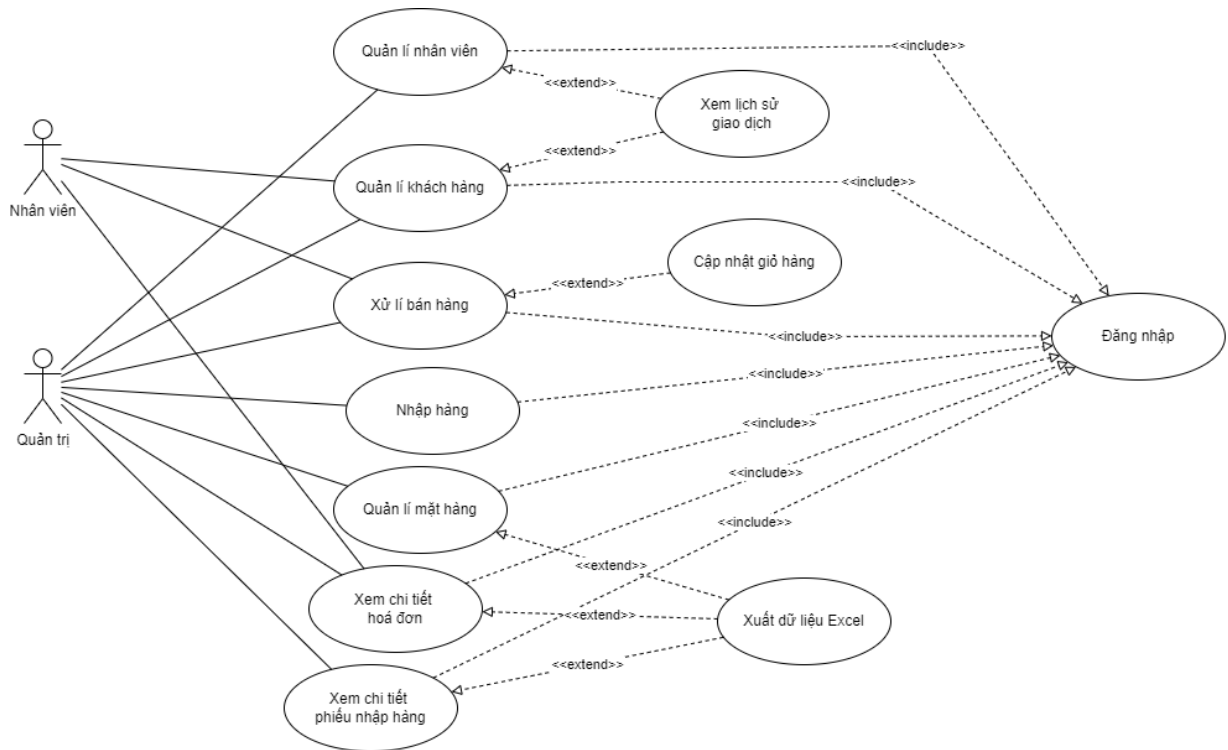 Quản lí nhân viên
<<include>>
<<extend>>
Xem lịch sử
giao dịch
<<extend>>
Nhân viên
Quản lí khách hàng
<<include>>
Cập nhật giỏ hàng
<<extend>>
Xử lí bán hàng
<<include>>
Đăng nhập
<<include>>
Quản trị
Nhập hàng
<<include>>
<<include>>
Quản lí mặt hàng
<<include>>
<<extend>>
Xem chi tiết
hoá đơn
<<extend>>
Xuất dữ liệu Excel
<<extend>>
Xem chi tiết
phiếu nhập hàng